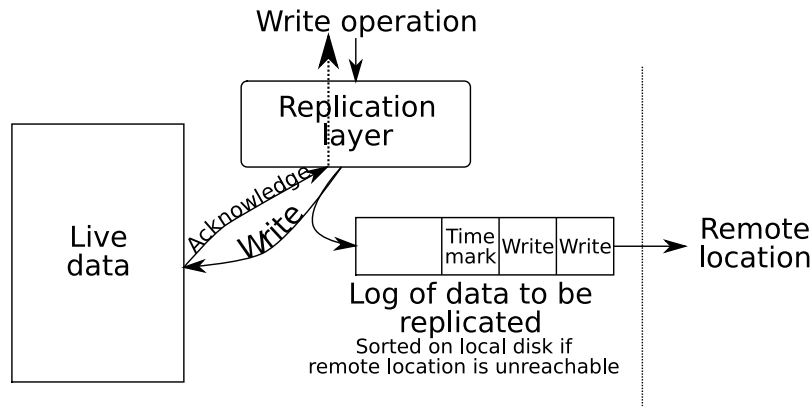 Write operation
Replication
layer
Acknowledge
Write
Live
data
Time
mark
Write
Write
Remote
location
Log of data to be
replicated
Sorted on local disk if
remote location is unreachable